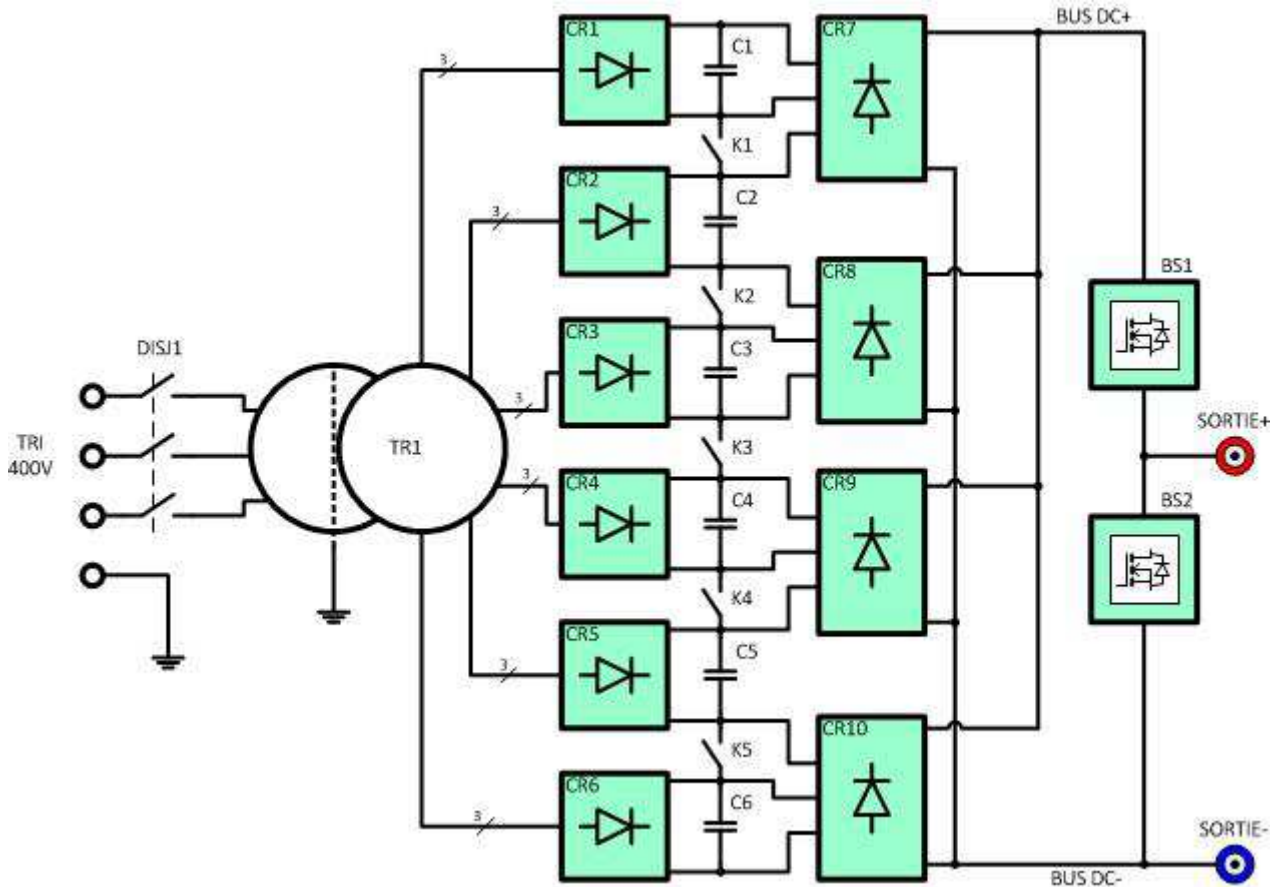 BUS DC+
CR1
CR7
C1
3
K1
CR2
C2
3
K2
CR8
BS1
CR3
C3
DISJ1
3
TRI
400V
TR1
SORTIE+
K3
3
CR4
C4
CR9
BS2
K4
CR5
C5
3
K5
CR10
CR6
C6
3
SORTIE-
BUS DC-